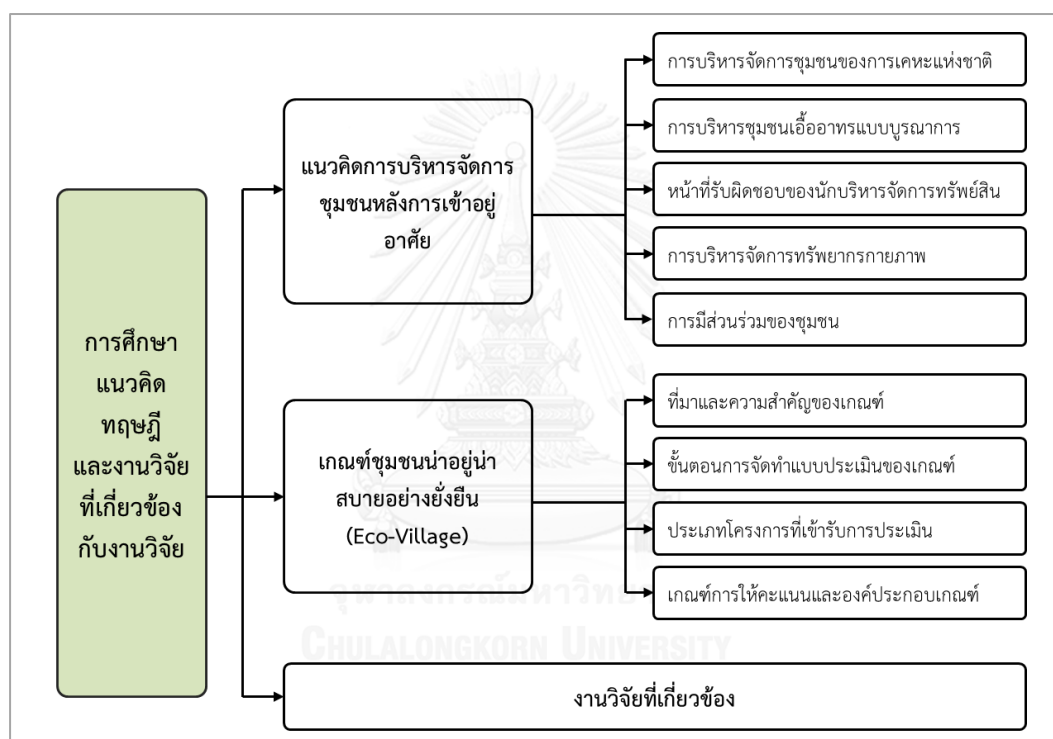 การศึกษา
แนวคิด
ทฤษฎี
และงานวิจัย
ที่เกี่ยวข้อง
กับงานวิจัย
แนวคิดการบริหารจัดการ
ชุมชนหลังการเข้าอยู่
อาศัย
การบริหารจัดการชุมชนของการเคหะแห่งชาติ
การบริหารชุมชนเอื้ออาทรแบบบูรณาการ
หน้าที่รับผิดชอบของนักบริหารจัดการทรัพย์สิน
การบริหารจัดการทรัพยากรกายภาพ
การมีส่วนร่วมของชุมชน
เกณฑ์ชุมชนน่าอยู่น่า
สบายอย่างยั่งยืน
(Eco-Village)
ที่มาและความสำคัญของเกณฑ์
ขั้นตอนการจัดทำแบบประเมินของเกณฑ์
ประเภทโครงการที่เข้ารับการประเมิน
เกณฑ์การให้คะแนนและองค์ประกอบเกณฑ์
จุฬาลงกรณ์มหาวิทย
CHULALONGKORN UNIVERSITY
งานวิจัยที่เกี่ยวข้อง